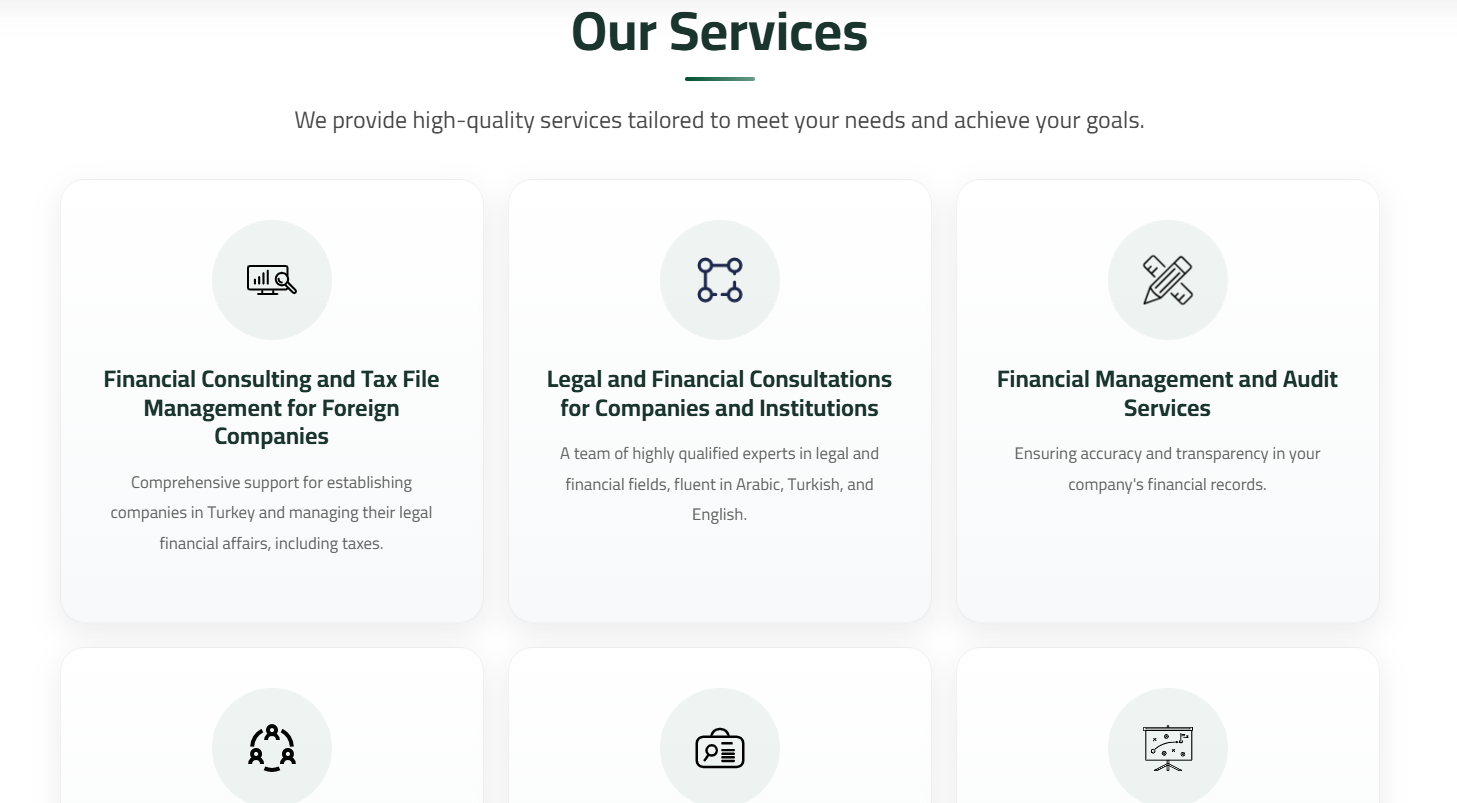 Our Services
We provide high-quality services tailored to meet your needs and achieve your goals.
Financial Consulting and Tax File
Management for Foreign
Companies
Comprehensive support for establishing
companies in Turkey and managing their legal
financial affairs, including taxes.
Legal and Financial Consultations
for Companies and Institutions
A team of highly qualified experts in legal and
financial fields, fluent in Arabic, Turkish, and
English.
Financial Management and Audit
Services
Ensuring accuracy and transparency in your
company's financial records.